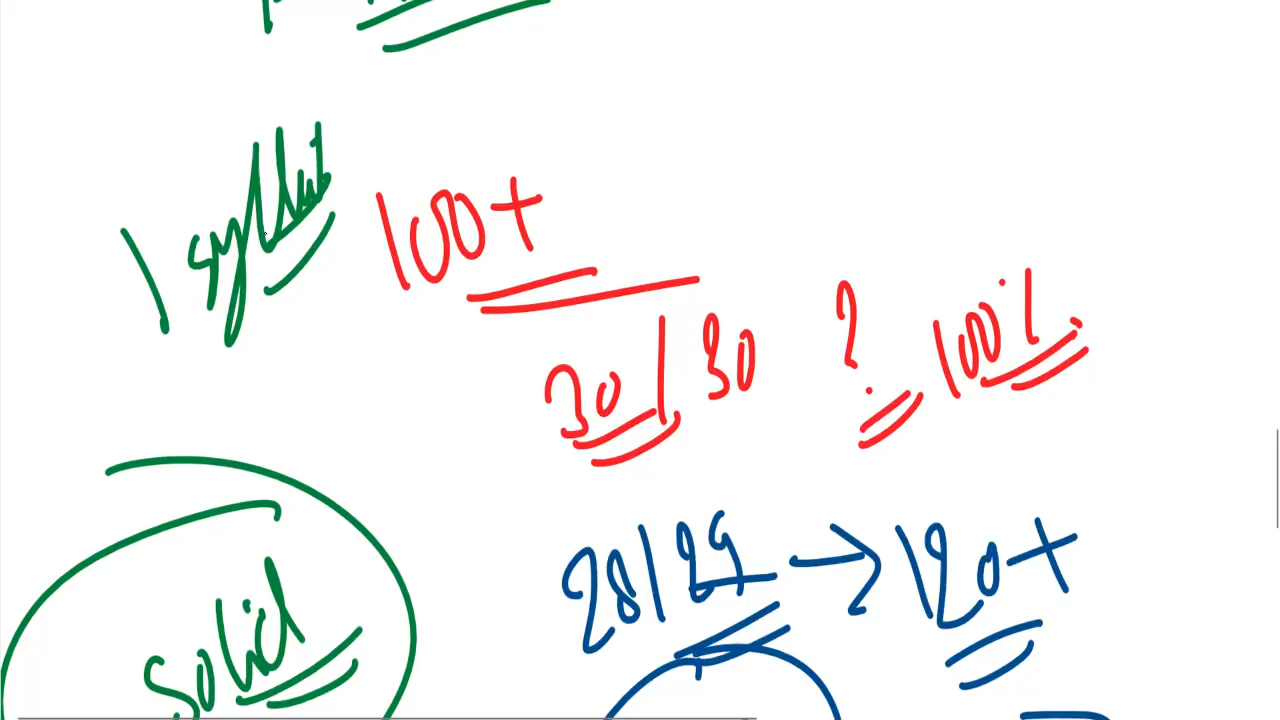 1 syllabus 100+
30/30 ? 100%
28/29 → 120+
solid